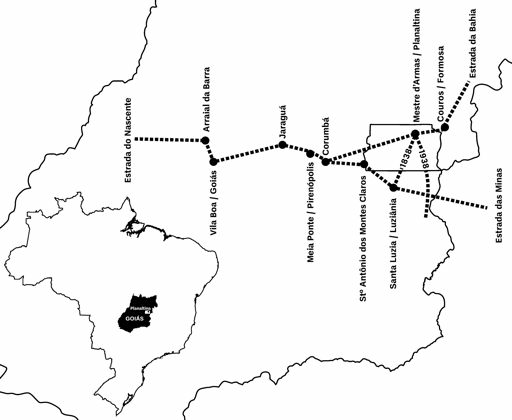 Estrada do Nascente
Arraial da Barra
Vila Boa / Goiás
Jaraguá
Meia Ponte / Pirenópolis
Corumbá
Stº Antônio dos Montes Claros
Santa Luzia / Luziânia
Mestre d'Armas / Planaltina
Couros / Formosa
Estrada da Bahia
Estrada das Minas
1838
1938
Planaltina
GOIÁS